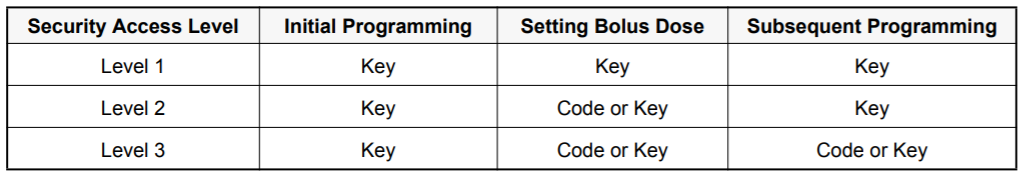 Security Access Level Initial Programming Setting Bolus Dose Subsequent Programming
Level 1 Key Key Key
Level 2 Key Code or Key Key
Level 3 Key Code or Key Code or Key